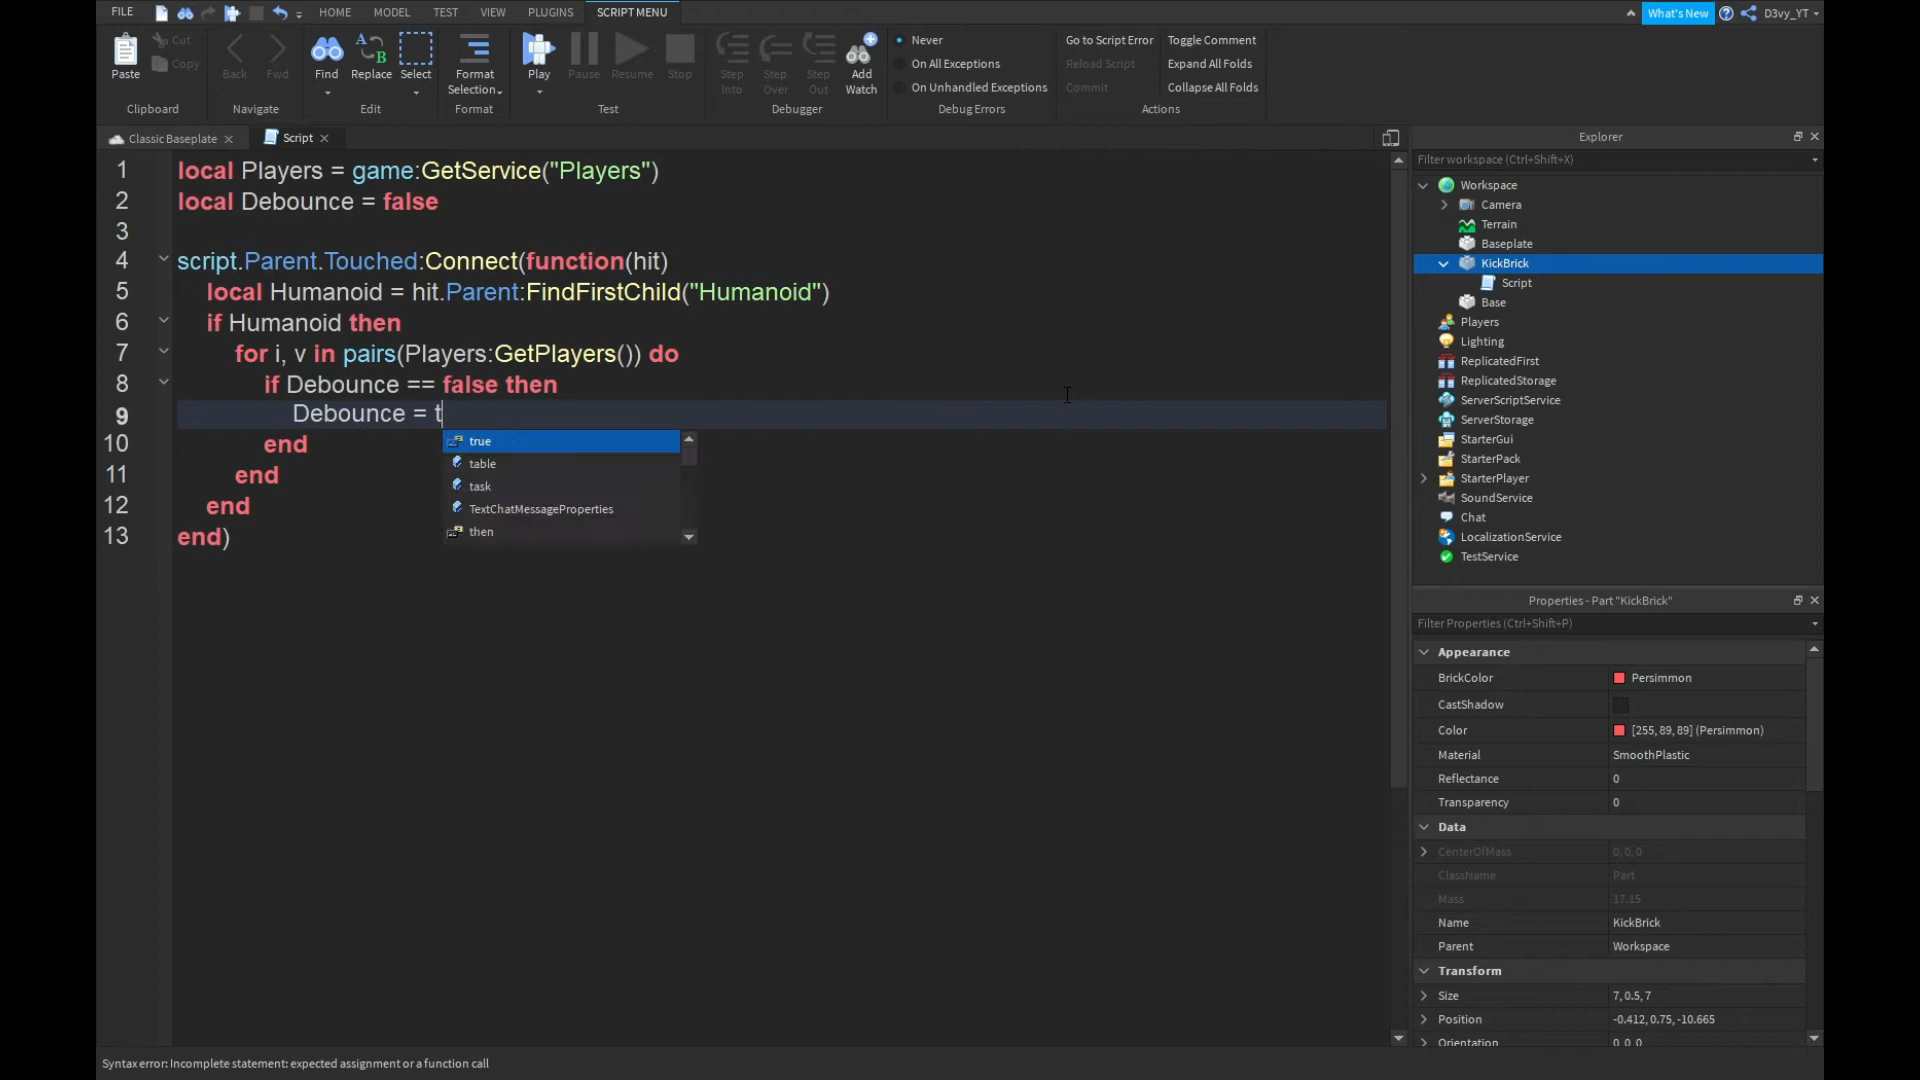 FILE HOME MODEL TEST VIEW PLUGINS SCRIPT MENU What's New D3vy_YT
Paste Cut Copy Back Fwd Find Replace Select Format Selection Play Pause Resume Stop Step Into Step Over Step Out Add Watch
Never
On All Exceptions
On Unhandled Exceptions
Go to Script Error
Reload Script
Commit
Toggle Comment
Expand All Folds
Collapse All Folds
Clipboard Navigate Edit Format Test Debugger Debug Errors Actions
Classic Baseplate Script
1 local Players = game:GetService("Players")
2 local Debounce = false
3
4 script.Parent.Touched:Connect(function(hit)
5 local Humanoid = hit.Parent:FindFirstChild("Humanoid")
6 if Humanoid then
7 for i, v in pairs(Players:GetPlayers()) do
8 if Debounce == false then
9 Debounce = t
10 end
11 end
12 end
13 end)
true
table
task
TextChatMessageProperties
then
Explorer
Filter workspace (Ctrl+Shift+X)
Workspace
Camera
Terrain
Baseplate
KickBrick
Script
Base
Players
Lighting
ReplicatedFirst
ReplicatedStorage
ServerScriptService
ServerStorage
StarterGui
StarterPack
StarterPlayer
SoundService
Chat
LocalizationService
TestService
Properties - Part "KickBrick"
Filter Properties (Ctrl+Shift+P)
Appearance
BrickColor Persimmon
CastShadow
Color [255, 89, 89] (Persimmon)
Material SmoothPlastic
Reflectance 0
Transparency 0
Data
CenterOfMass 0, 0, 0
ClassName Part
Mass 17.15
Name KickBrick
Parent Workspace
Transform
Size 7, 0.5, 7
Position -0.412, 0.75, -10.665
Orientation 0, 0, 0
Syntax error: Incomplete statement: expected assignment or a function call